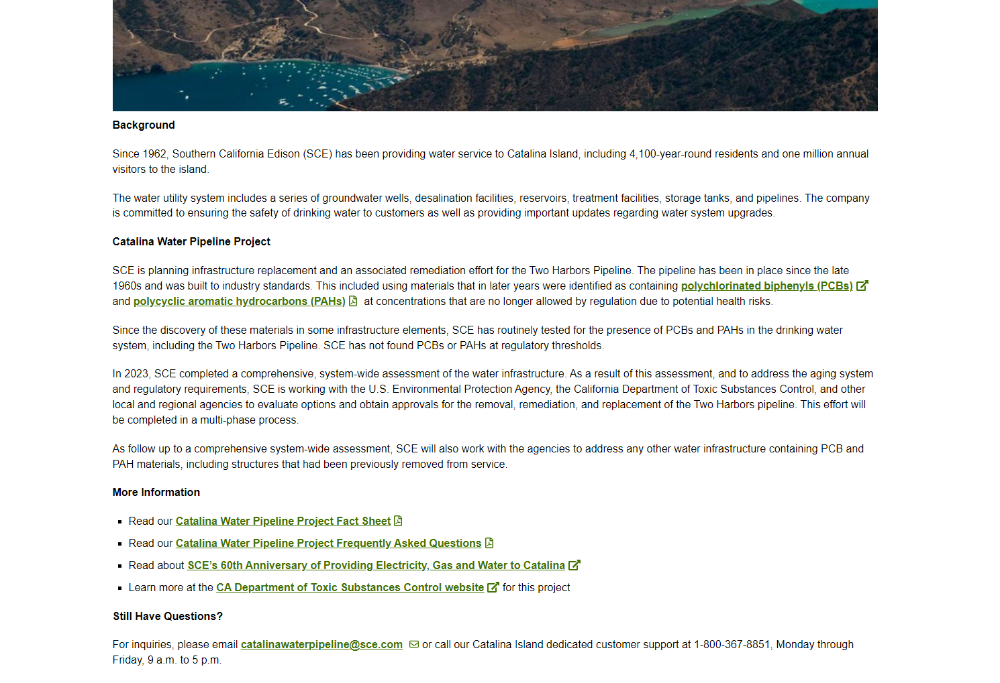 Background
Since 1962, Southern California Edison (SCE) has been providing water service to Catalina Island, including 4,100-year-round residents and one million annual
visitors to the island.
The water utility system includes a series of groundwater wells, desalination facilities, reservoirs, treatment facilities, storage tanks, and pipelines. The company
is committed to ensuring the safety of drinking water to customers as well as providing important updates regarding water system upgrades.
Catalina Water Pipeline Project
SCE is planning infrastructure replacement and an associated remediation effort for the Two Harbors Pipeline. The pipeline has been in place since the late
1960s and was built to industry standards. This included using materials that in later years were identified as containing polychlorinated biphenyls (PCBs)
and polycyclic aromatic hydrocarbons (PAHs) at concentrations that are no longer allowed by regulation due to potential health risks.
Since the discovery of these materials in some infrastructure elements, SCE has routinely tested for the presence of PCBs and PAHs in the drinking water
system, including the Two Harbors Pipeline. SCE has not found PCBs or PAHs at regulatory thresholds.
In 2023, SCE completed a comprehensive, system-wide assessment of the water infrastructure. As a result of this assessment, and to address the aging system
and regulatory requirements, SCE is working with the U.S. Environmental Protection Agency, the California Department of Toxic Substances Control, and other
local and regional agencies to evaluate options and obtain approvals for the removal, remediation, and replacement of the Two Harbors pipeline. This effort will
be completed in a multi-phase process.
As follow up to a comprehensive system-wide assessment, SCE will also work with the agencies to address any other water infrastructure containing PCB and
PAH materials, including structures that had been previously removed from service.
More Information
Read our Catalina Water Pipeline Project Fact Sheet
Read our Catalina Water Pipeline Project Frequently Asked Questions
Read about SCE’s 60th Anniversary of Providing Electricity, Gas and Water to Catalina
Learn more at the CA Department of Toxic Substances Control website for this project
Still Have Questions?
For inquiries, please email catalinawaterpipeline@sce.com or call our Catalina Island dedicated customer support at 1-800-367-8851, Monday through
Friday, 9 a.m. to 5 p.m.